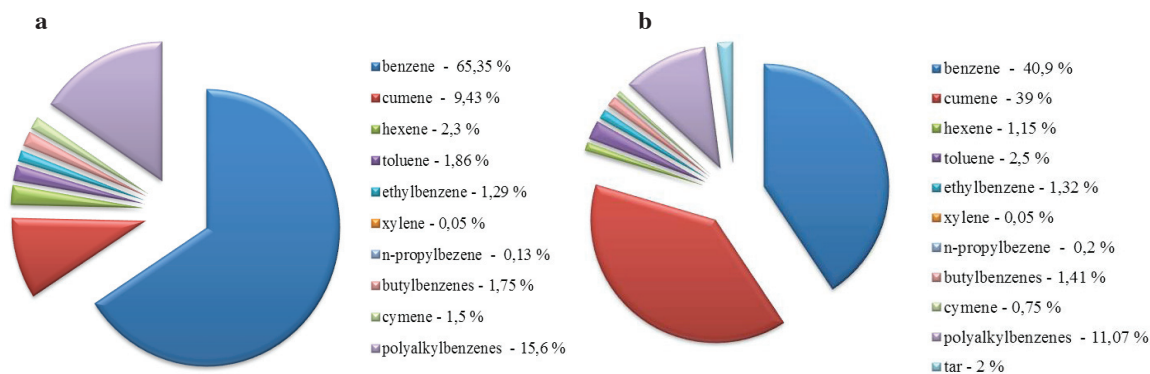 a
benzene - 65,35 %
cumene - 9,43 %
hexene - 2,3 %
toluene - 1,86 %
ethylbenzene - 1,29 %
xylene - 0,05 %
n-propylbezene - 0,13 %
butylbenzenes - 1,75 %
cymene - 1,5 %
polyalkylbenzenes - 15,6 %
b
benzene - 40,9 %
cumene - 39 %
hexene - 1,15 %
toluene - 2,5 %
ethylbenzene - 1,32 %
xylene - 0,05 %
n-propylbezene - 0,2 %
butylbenzenes - 1,41 %
cymene - 0,75 %
polyalkylbenzenes - 11,07 %
tar - 2 %